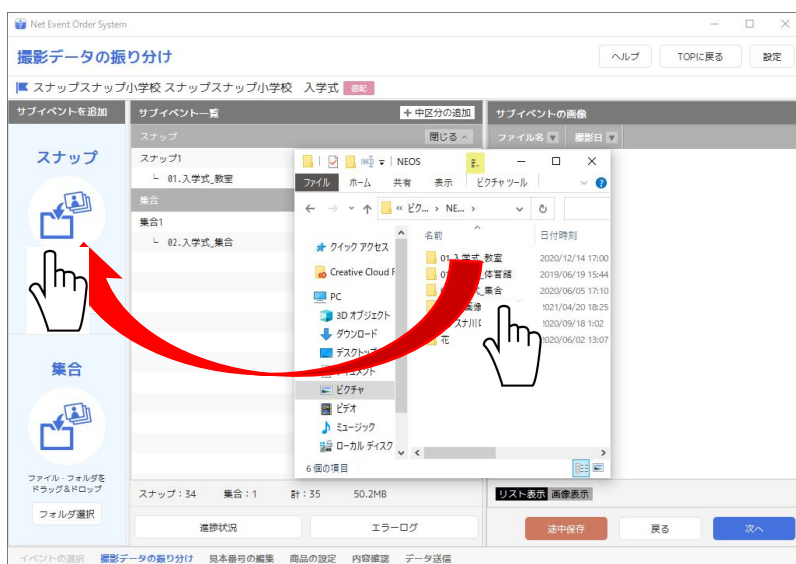 Net Event Order System
撮影データの振り分け
ヘルプ
TOPに戻る
設定
スナップスナップ小学校 スナップスナップ小学校 入学式
サブイベントを追加
サブイベント一覧
+ 中区分の追加
サブイベントの画像
スナップ
閉じる
ファイル名
撮影日
スナップ
スナップ1
└ 01.入学式_教室
集合
集合1
└ 02.入学式_集合
NEOS
ファイル
ホーム
共有
表示
ピクチャ ツール
« ピク... › NE... ›
名前
日付時刻
クイック アクセス
Creative Cloud F
PC
3D オブジェクト
ダウンロード
デスクトップ
ピクチャ
ビデオ
ミュージック
ローカル ディスク
2020/12/14 17:00
体育館
2019/06/19 15:44
集合
2020/06/05 17:10
2021/04/20 18:25
2020/09/18 1:02
花
2020/06/02 13:07
6 個の項目
集合
ファイル・フォルダを
ドラッグ&ドロップ
フォルダ選択
スナップ:34 集合:1 計:35 50.2MB
リスト表示 画像表示
進捗状況
エラーログ
途中保存
戻る
次へ
イベントの選択 撮影データの振り分け 見本番号の編集 商品の設定 内容確認 データ送信